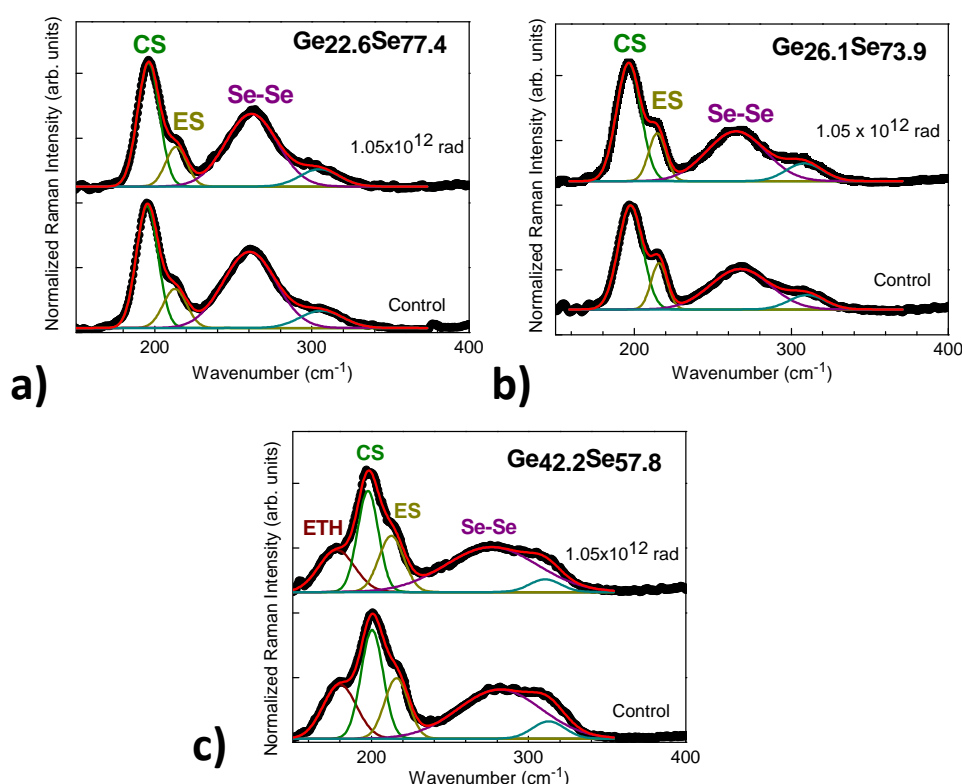 a)
Ge22.6Se77.4
CS
ES
Se-Se
1.05x10^12 rad
Control
Normalized Raman Intensity (arb. units)
200 300 400
Wavenumber (cm^-1)
b)
Ge26.1Se73.9
CS
ES
Se-Se
1.05 x 10^12 rad
Control
Normalized Raman Intensity (arb. units)
200 300 400
Wavenumber (cm^-1)
c)
Ge42.2Se57.8
CS
ETH
ES
Se-Se
1.05x10^12 rad
Control
Normalized Raman Intensity (arb. units)
200 300 400
Wavenumber (cm^-1)